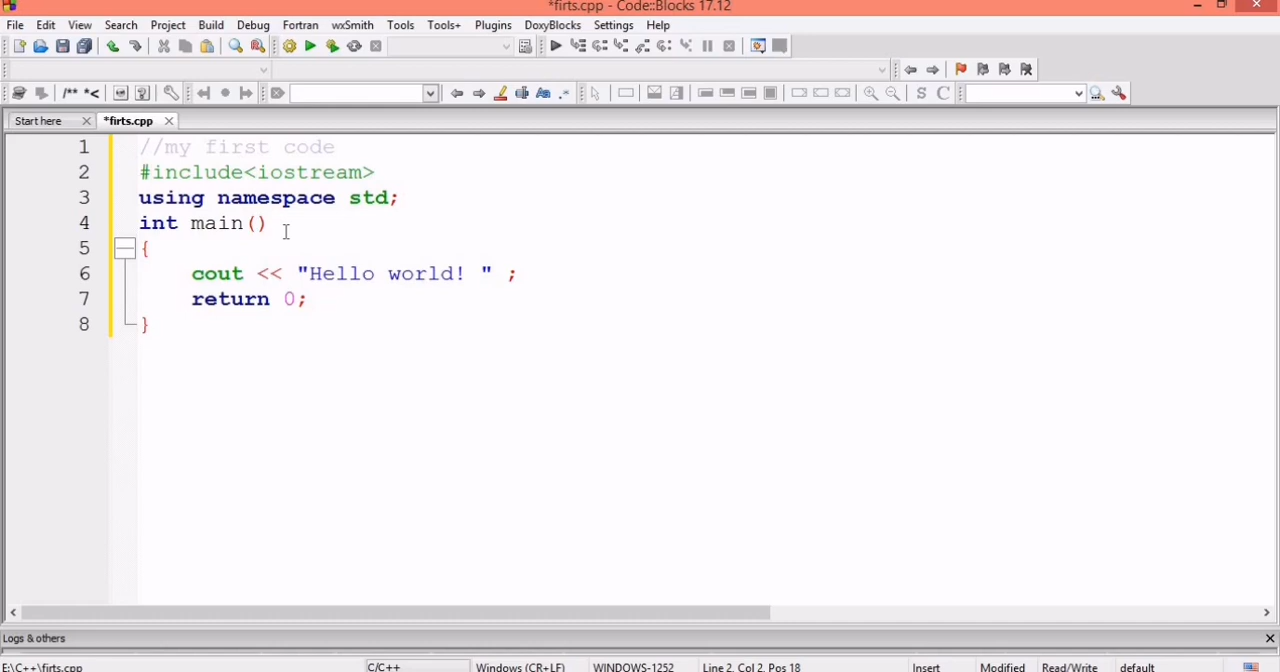 *firts.cpp - Code::Blocks 17.12
File Edit View Search Project Build Debug Fortran wxSmith Tools Tools+ Plugins DoxyBlocks Settings Help
/** *<
Aa .* S C
Start here *firts.cpp
1 //my first code
2 #include<iostream>
3 using namespace std;
4 int main()
5 {
6 cout << "Hello world! " ;
7 return 0;
8 }
Logs & others
E:\C++\firts.cpp C/C++ Windows (CR+LF) WINDOWS-1252 Line 2, Col 2, Pos 18 Insert Modified Read/Write default